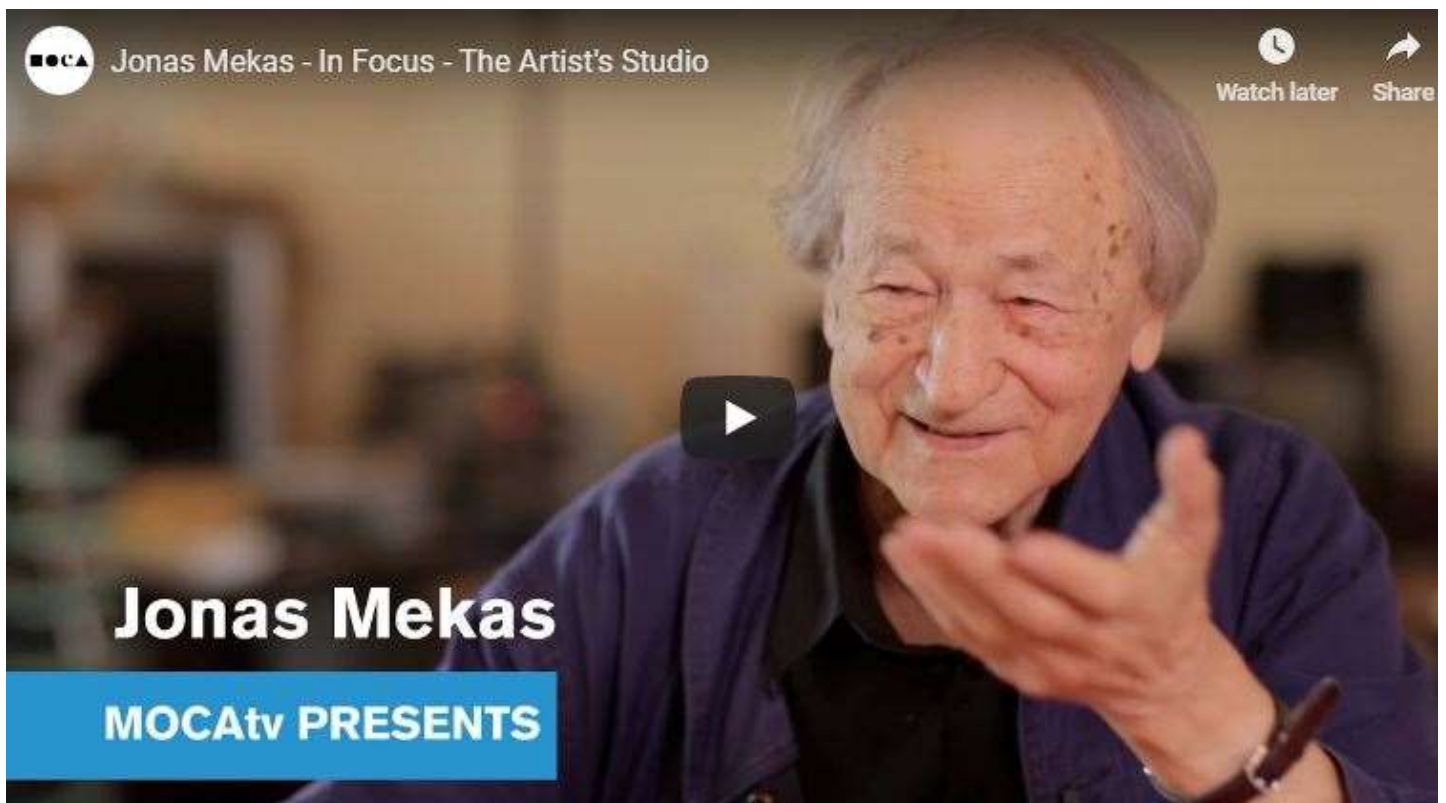 MOCA
Jonas Mekas - In Focus - The Artist's Studio
Watch later
Share
Jonas Mekas
MOCAtv PRESENTS